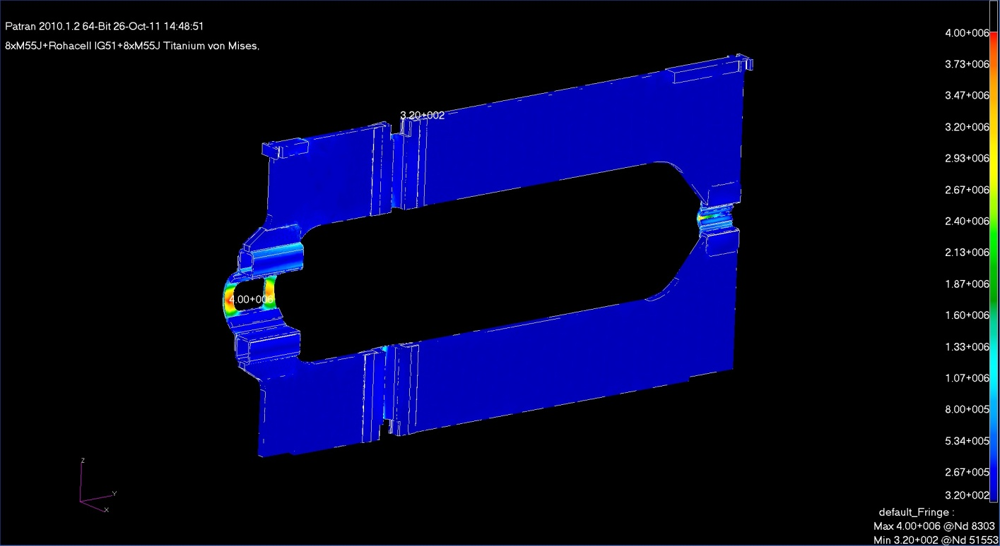 Patran 2010.1.2 64-Bit 26-Oct-11 14:48:51
8xM55J+Rohacell IG51+8xM55J Titanium von Mises,
4.00+006
3.73+006
3.47+006
3.20+006
2.93+006
2.67+006
2.40+006
2.13+006
1.87+006
1.60+006
1.33+006
1.07+006
8.00+005
5.34+005
2.67+005
3.20+002
3.20+002
4.00+006
Z
Y
X
default_Fringe :
Max 4.00+006 @Nd 8303
Min 3.20+002 @Nd 51553